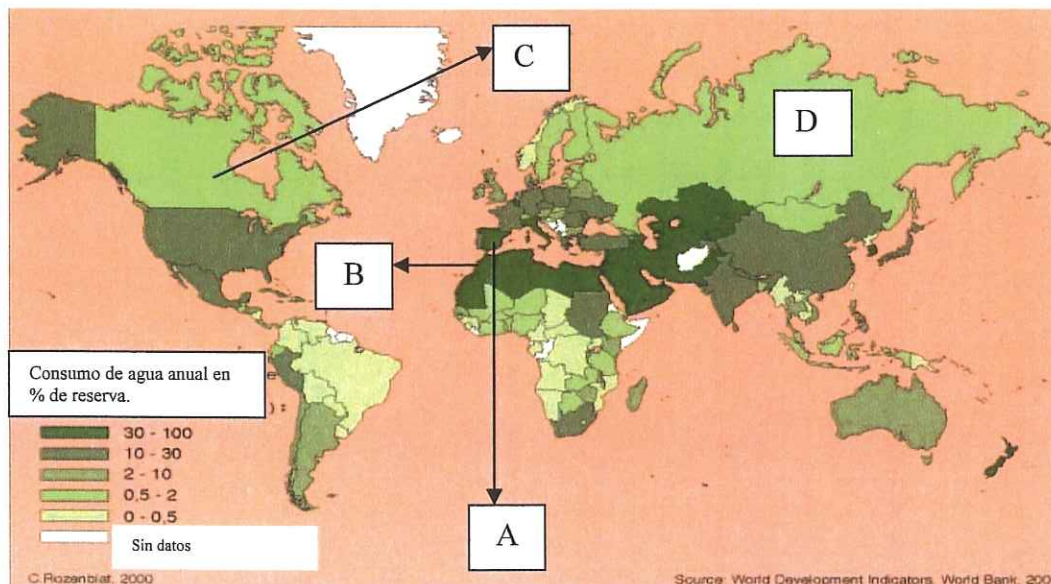 C
D
B
Consumo de agua anual en
% de reserva.
e
):
30 - 100
10 - 30
2 - 10
0,5 - 2
0 - 0,5
Sin datos
A
C.Rozenblat, 2000
Source: World Development Indicators, World Bank, 200